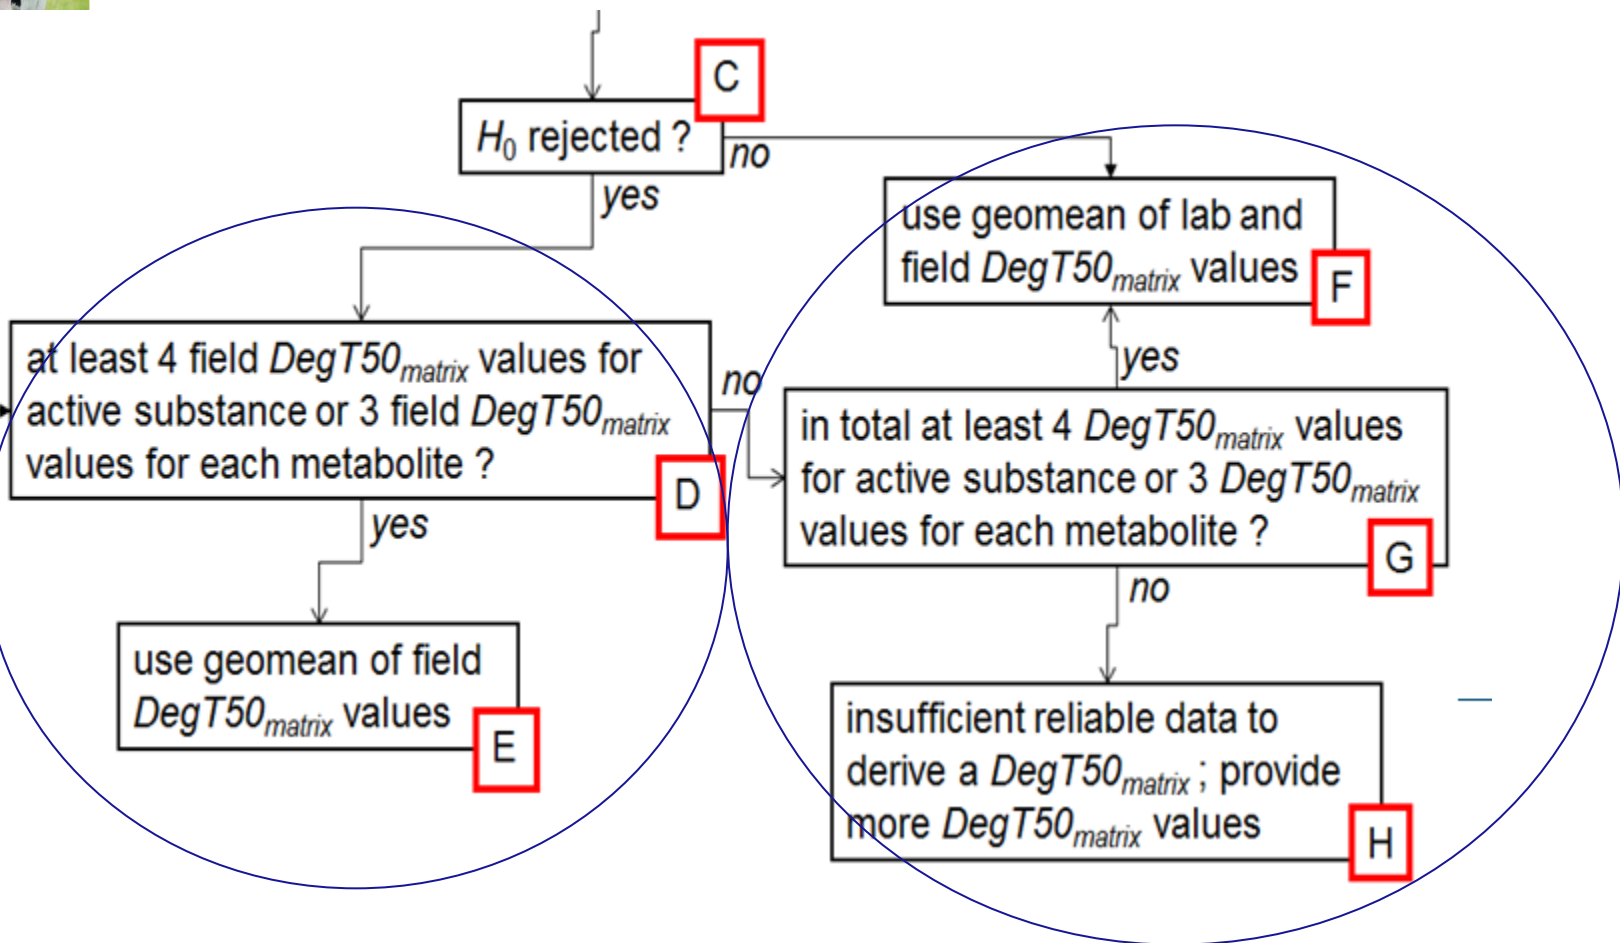 C
H0 rejected ?
no
yes
use geomean of lab and
field DegT50matrix values
F
yes
at least 4 field DegT50matrix values for
active substance or 3 field DegT50matrix
values for each metabolite ?
D
no
in total at least 4 DegT50matrix values
for active substance or 3 DegT50matrix
values for each metabolite ?
G
yes
no
use geomean of field
DegT50matrix values
E
insufficient reliable data to
derive a DegT50matrix ; provide
more DegT50matrix values
H